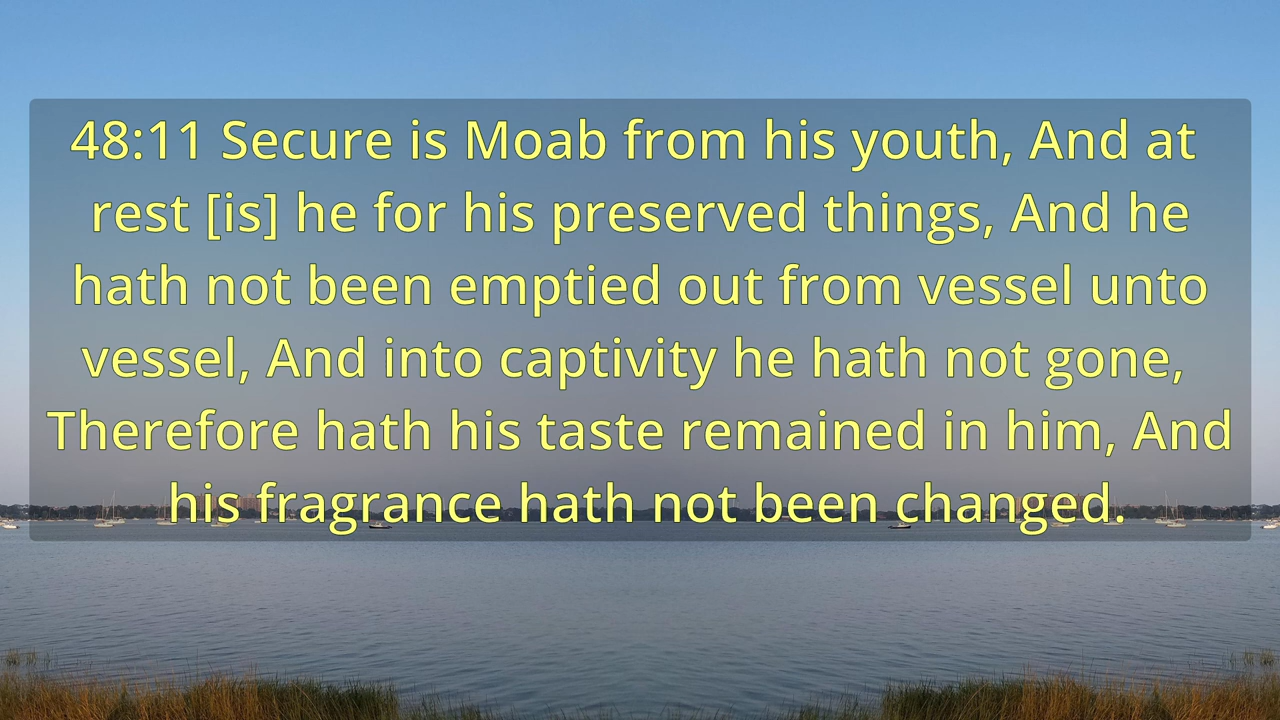 48:11 Secure is Moab from his youth, And at
rest [is] he for his preserved things, And he
hath not been emptied out from vessel unto
vessel, And into captivity he hath not gone,
Therefore hath his taste remained in him, And
his fragrance hath not been changed.